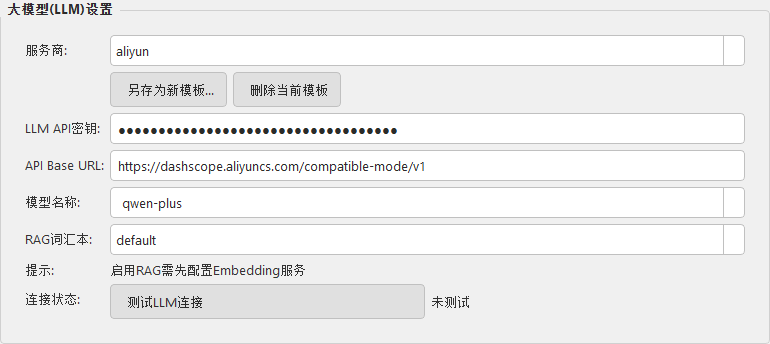 大模型(LLM)设置
服务商: aliyun
另存为新模板... 删除当前模板
LLM API密钥: ●●●●●●●●●●●●●●●●●●●●●●●●●●●●●●●●●●●
API Base URL: https://dashscope.aliyuncs.com/compatible-mode/v1
模型名称: qwen-plus
RAG词汇本: default
提示: 启用RAG需先配置Embedding服务
连接状态: 测试LLM连接 未测试